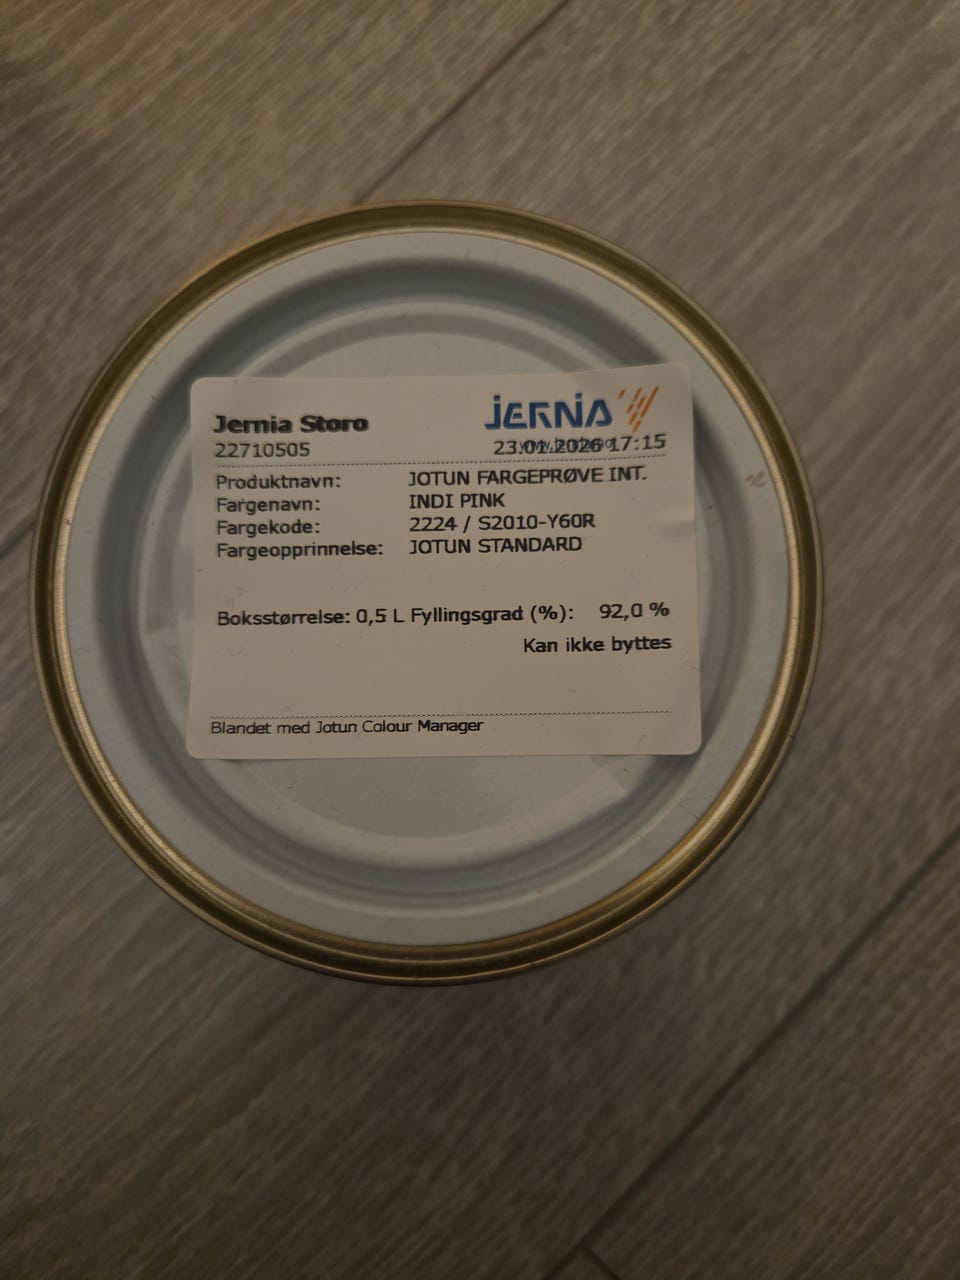 Jernia Storo JERNIA
22710505 23.01.2026 17:15
Produktnavn: JOTUN FARGEPRØVE INT.
Fargenavn: INDI PINK
Fargekode: 2224 / S2010-Y60R
Fargeopprinnelse: JOTUN STANDARD
Boksstørrelse: 0,5 L Fyllingsgrad (%): 92,0 %
Kan ikke byttes
Blandet med Jotun Colour Manager